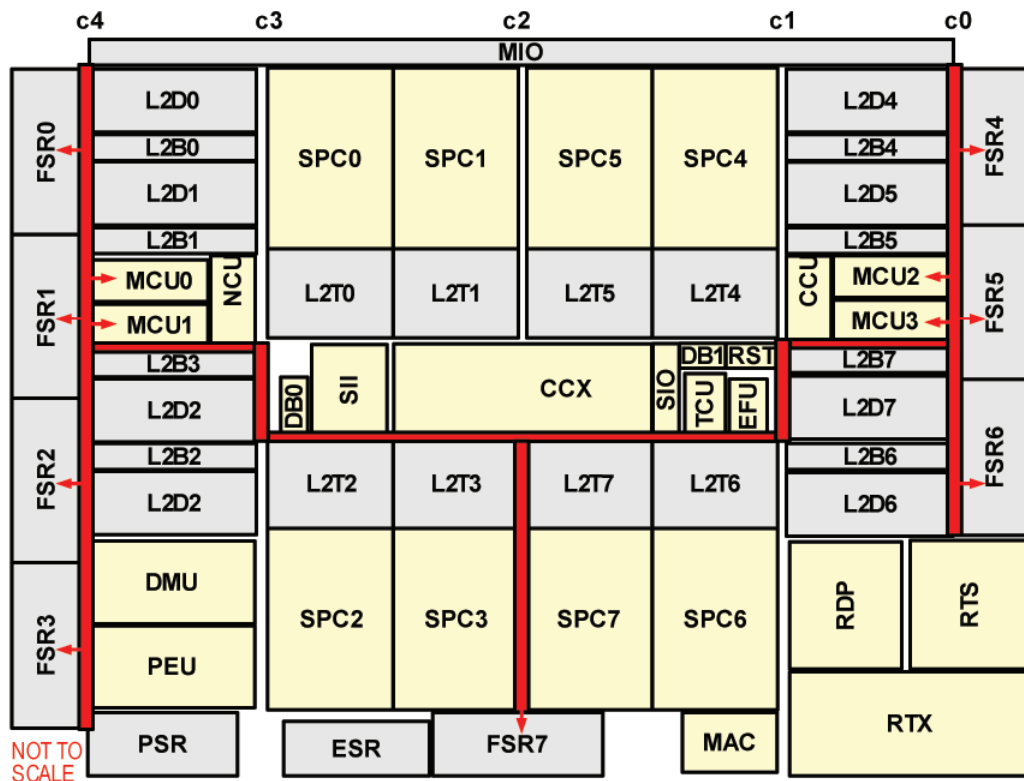 c4 c3 c2 c1 c0
MIO
FSR0
L2D0
L2B0
L2D1
L2B1
SPC0
SPC1
SPC5
SPC4
L2D4
L2B4
L2D5
L2B5
FSR4
FSR1
MCU0
MCU1
NCU
L2T0
L2T1
L2T5
L2T4
CCU
MCU2
MCU3
FSR5
L2B3
L2D2
DB0
SII
CCX
SIO
DB1
RST
TCU
EFU
L2B7
L2D7
FSR2
L2B2
L2D2
L2T2
L2T3
L2T7
L2T6
L2B6
L2D6
FSR6
FSR3
DMU
PEU
SPC2
SPC3
SPC7
SPC6
RDP
RTS
RTX
NOT TO
SCALE
PSR
ESR
FSR7
MAC